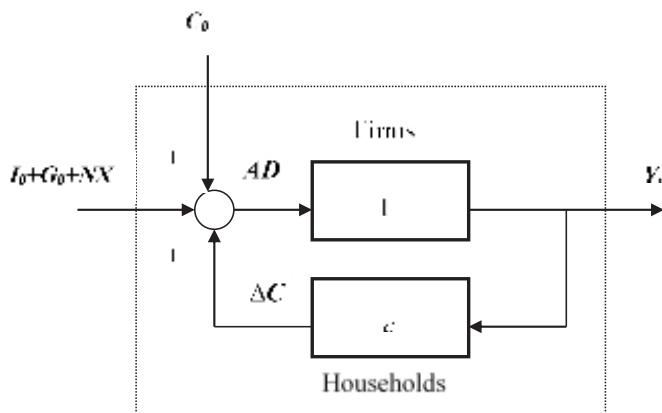 C₀
Firms
I₀+G₀+NX
AD
Y
ΔC
c
Households